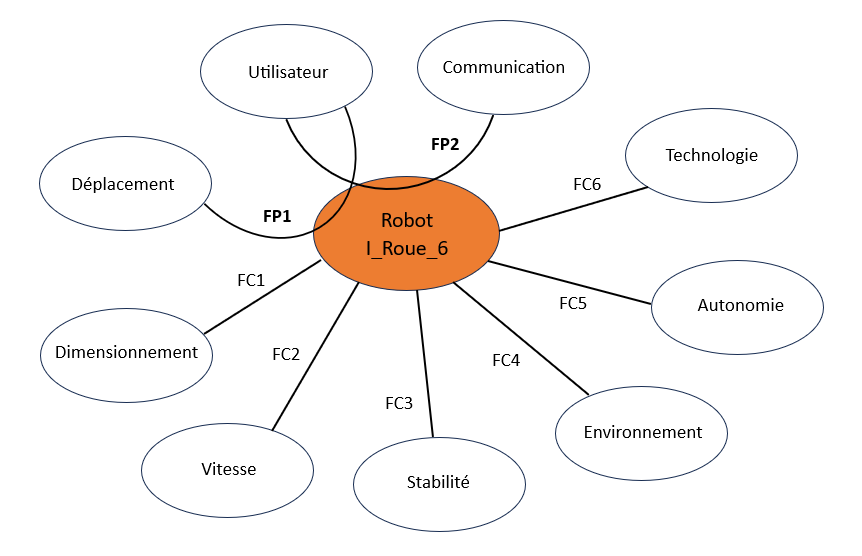 Utilisateur
Communication
FP2
Technologie
Déplacement
FC6
FP1
Robot
I_Roue_6
FC1
FC5
Autonomie
Dimensionnement
FC2
FC4
FC3
Environnement
Vitesse
Stabilité